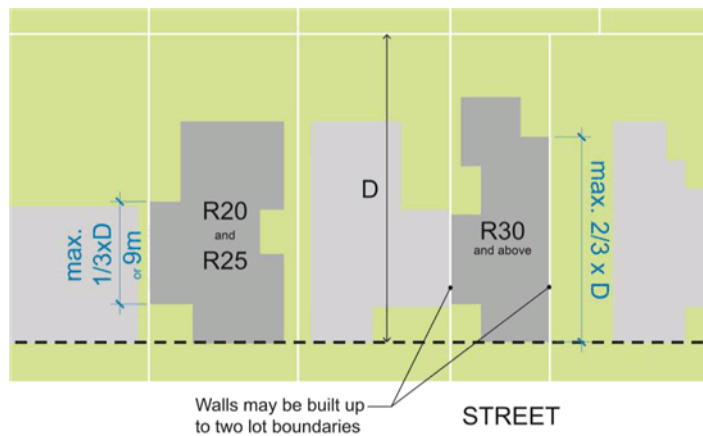 D
R20
and
R25
max.
1/3xD
or 9m
R30
and above
max. 2/3 x D
Walls may be built up
to two lot boundaries
STREET